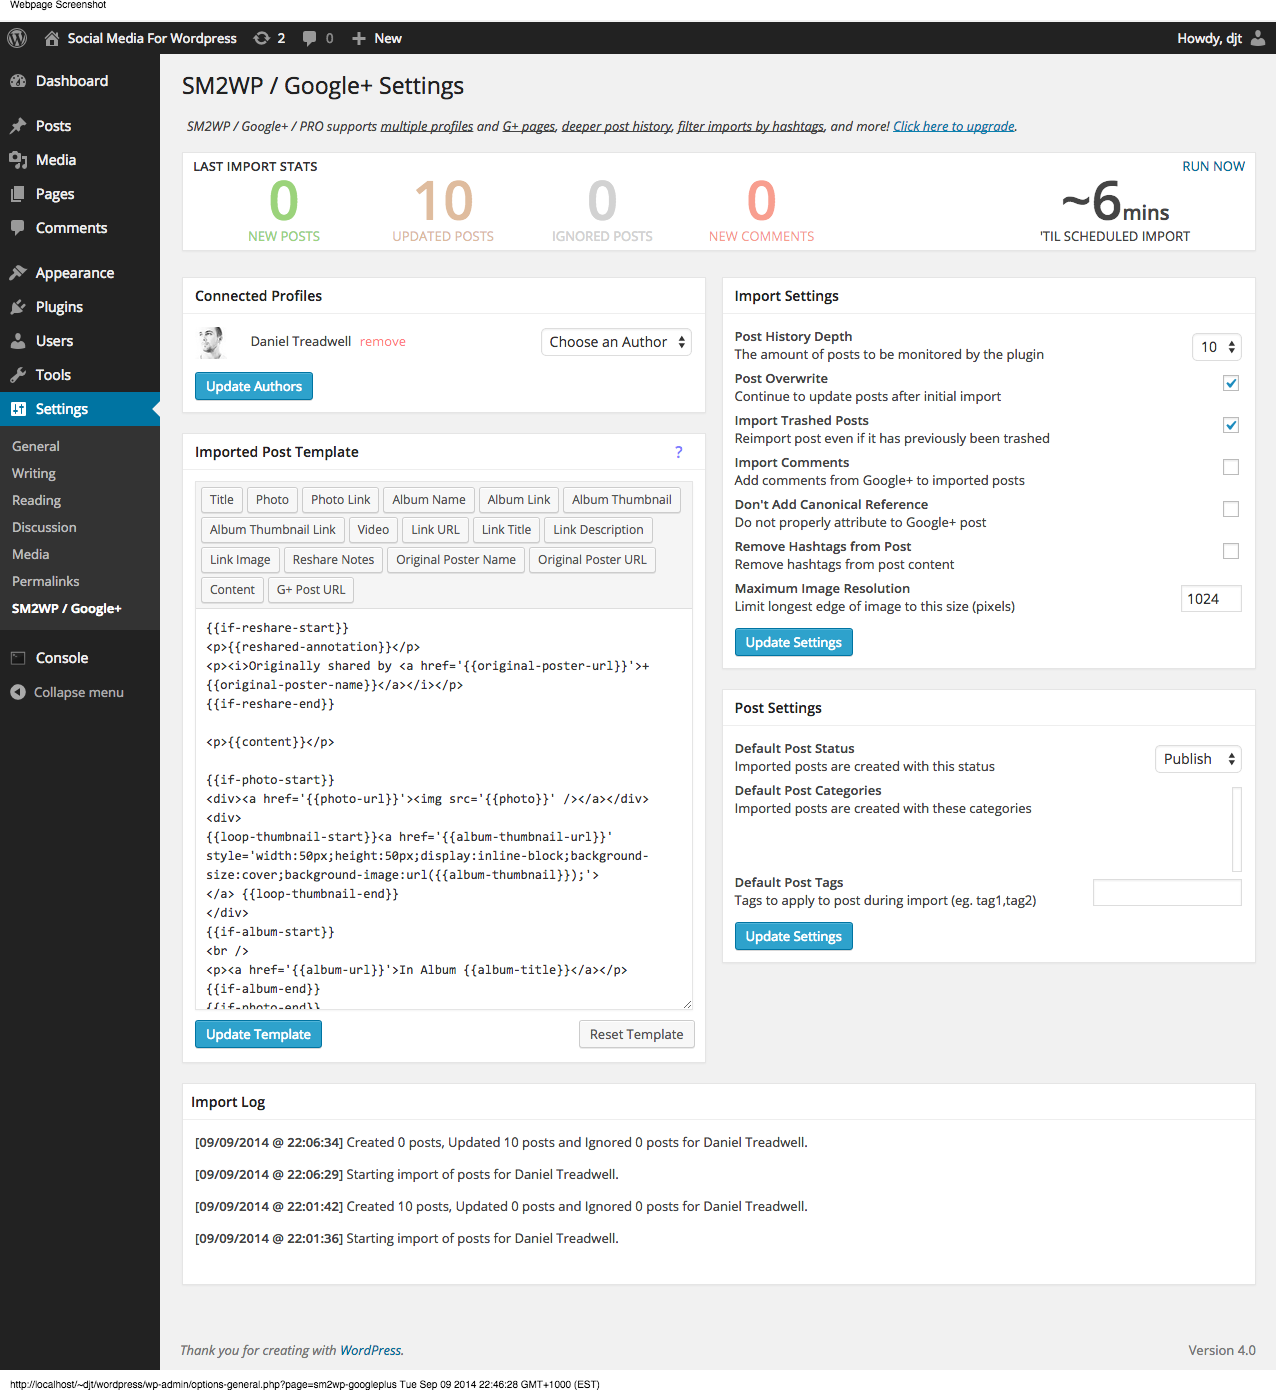 Webpage Screenshot
Social Media For Wordpress 2 0 New Howdy, djt
Dashboard
Posts
Media
Pages
Comments
Appearance
Plugins
Users
Tools
Settings
General
Writing
Reading
Discussion
Media
Permalinks
SM2WP / Google+
Console
Collapse menu
SM2WP / Google+ Settings
SM2WP / Google+ / PRO supports multiple profiles and G+ pages, deeper post history, filter imports by hashtags, and more! Click here to upgrade.
LAST IMPORT STATS RUN NOW
0 10 0 0 ~6mins
NEW POSTS UPDATED POSTS IGNORED POSTS NEW COMMENTS 'TIL SCHEDULED IMPORT
Connected Profiles
Daniel Treadwell remove Choose an Author
Update Authors
Imported Post Template ?
Title Photo Photo Link Album Name Album Link Album Thumbnail
Album Thumbnail Link Video Link URL Link Title Link Description
Link Image Reshare Notes Original Poster Name Original Poster URL
Content G+ Post URL
{{if-reshare-start}}
<p>{{reshared-annotation}}</p>
<p><i>Originally shared by <a href='{{original-poster-url}}'>+
{{original-poster-name}}</a></i></p>
{{if-reshare-end}}
<p>{{content}}</p>
{{if-photo-start}}
<div><a href='{{photo-url}}'><img src='{{photo}}' /></a></div>
<div>
{{loop-thumbnail-start}}<a href='{{album-thumbnail-url}}'
style='width:50px;height:50px;display:inline-block;background-
size:cover;background-image:url({{album-thumbnail}});'>
</a> {{loop-thumbnail-end}}
</div>
{{if-album-start}}
<br />
<p><a href='{{album-url}}'>In Album {{album-title}}</a></p>
{{if-album-end}}
{{if-photo-end}}
Update Template Reset Template
Import Settings
Post History Depth
The amount of posts to be monitored by the plugin 10
Post Overwrite
Continue to update posts after initial import
Import Trashed Posts
Reimport post even if it has previously been trashed
Import Comments
Add comments from Google+ to imported posts
Don't Add Canonical Reference
Do not properly attribute to Google+ post
Remove Hashtags from Post
Remove hashtags from post content
Maximum Image Resolution
Limit longest edge of image to this size (pixels) 1024
Update Settings
Post Settings
Default Post Status
Imported posts are created with this status Publish
Default Post Categories
Imported posts are created with these categories
Default Post Tags
Tags to apply to post during import (eg. tag1,tag2)
Update Settings
Import Log
[09/09/2014 @ 22:06:34] Created 0 posts, Updated 10 posts and Ignored 0 posts for Daniel Treadwell.
[09/09/2014 @ 22:06:29] Starting import of posts for Daniel Treadwell.
[09/09/2014 @ 22:01:42] Created 10 posts, Updated 0 posts and Ignored 0 posts for Daniel Treadwell.
[09/09/2014 @ 22:01:36] Starting import of posts for Daniel Treadwell.
Thank you for creating with WordPress. Version 4.0
http://localhost/~djt/wordpress/wp-admin/options-general.php?page=sm2wp-googleplus Tue Sep 09 2014 22:46:28 GMT+1000 (EST)